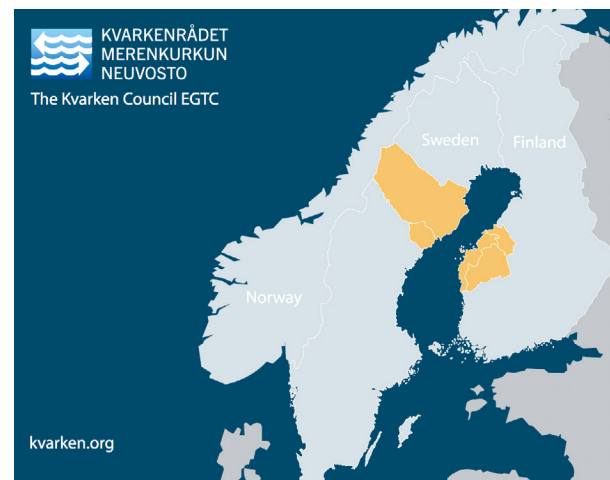 KVARKENRÅDET
MERENKURKUN
NEUVOSTO
The Kvarken Council EGTC
Sweden
Finland
Norway
kvarken.org